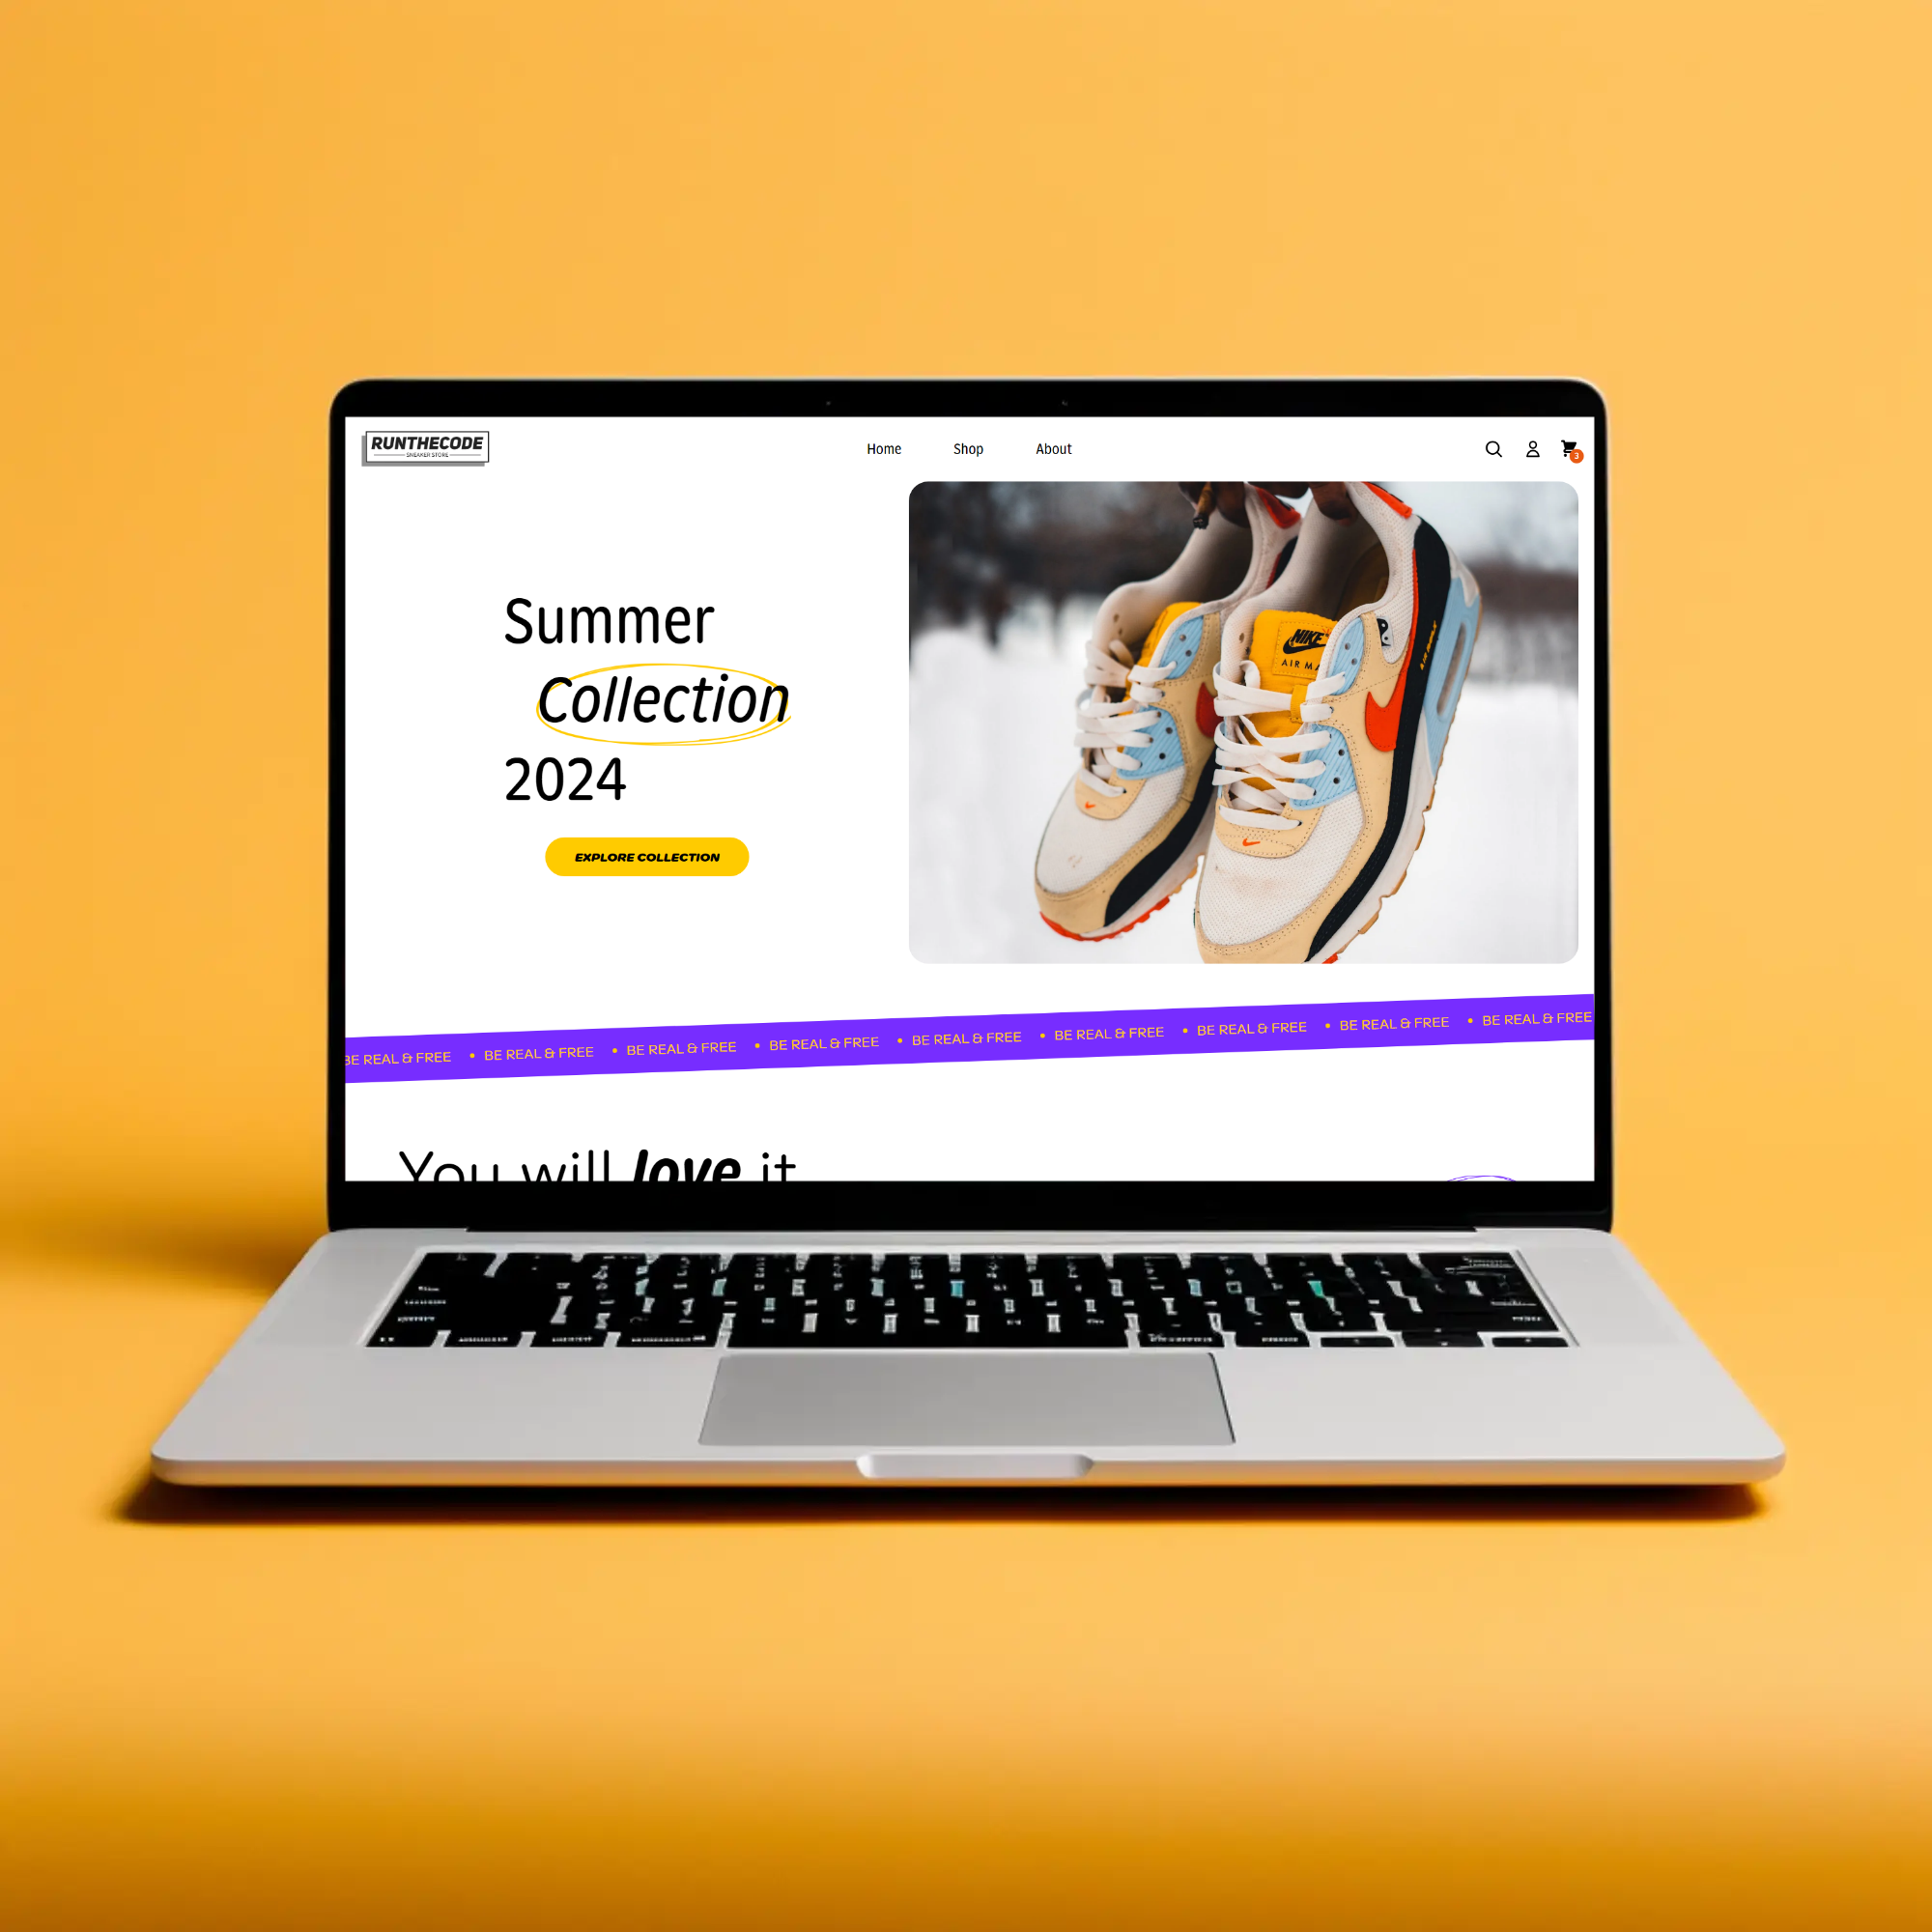 RUNTHECODE
SNEAKER STORE
Home Shop About
3
Summer
Collection
2024
EXPLORE COLLECTION
NIKE
AIR MA
AIR MAX
BE REAL & FREE • BE REAL & FREE • BE REAL & FREE • BE REAL & FREE • BE REAL & FREE • BE REAL & FREE • BE REAL & FREE • BE REAL & FREE • BE REAL & FREE
You will love it